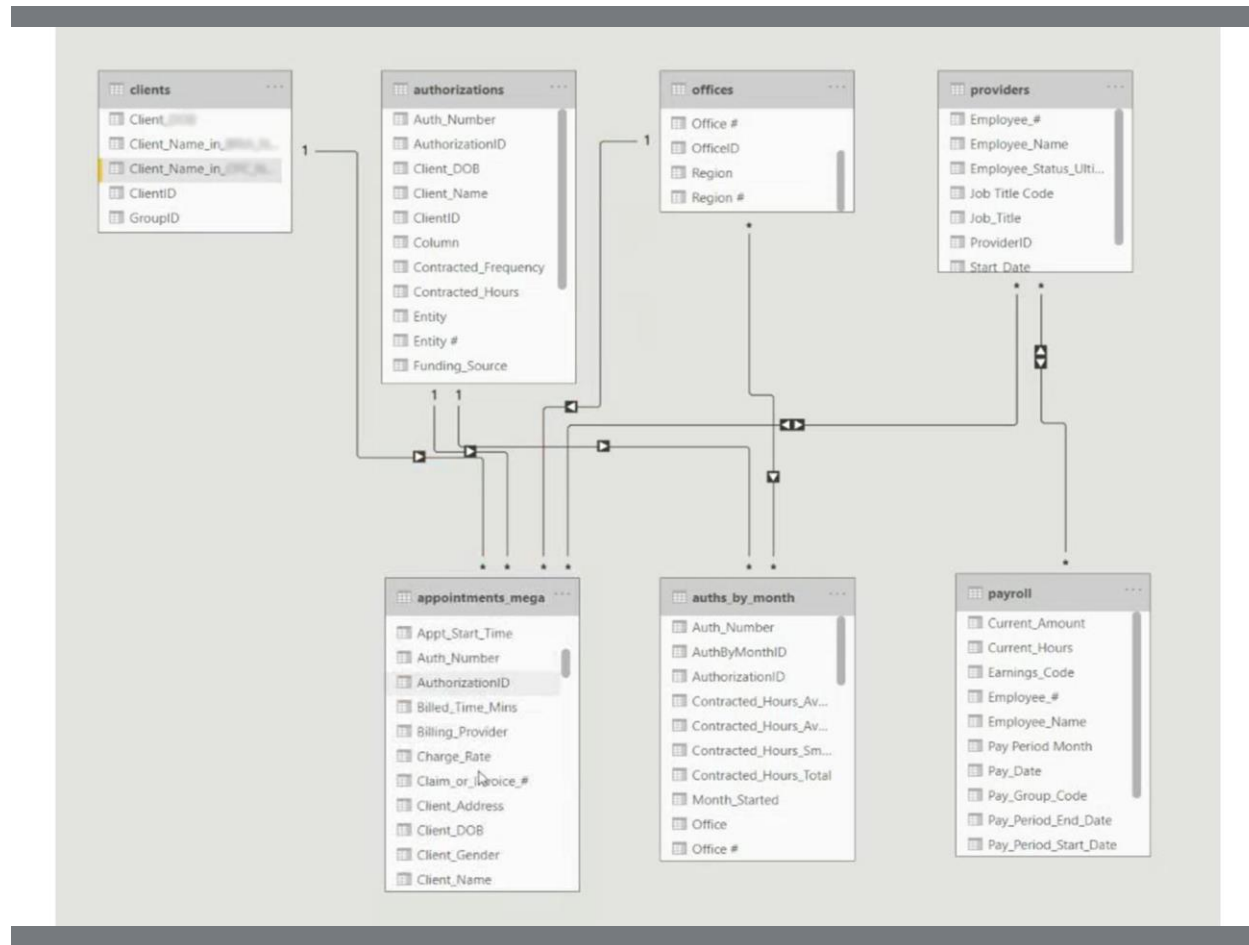 clients
Client_
Client_Name_in_
Client_Name_in_
ClientID
GroupID
authorizations
Auth_Number
AuthorizationID
Client_DOB
Client_Name
ClientID
Column
Contracted_Frequency
Contracted_Hours
Entity
Entity #
Funding_Source
offices
Office #
OfficeID
Region
Region #
providers
Employee_#
Employee_Name
Employee_Status_Ulti...
Job Title Code
Job_Title
ProviderID
Start Date
1
1
1 1
*
* *
* * * *
* *
*
appointments_mega
Appt_Start_Time
Auth_Number
AuthorizationID
Billed_Time_Mins
Billing_Provider
Charge_Rate
Claim_or_Invoice_#
Client_Address
Client_DOB
Client_Gender
Client_Name
auths_by_month
Auth_Number
AuthByMonthID
AuthorizationID
Contracted_Hours_Av...
Contracted_Hours_Av...
Contracted_Hours_Sm...
Contracted_Hours_Total
Month_Started
Office
Office #
payroll
Current_Amount
Current_Hours
Earnings_Code
Employee_#
Employee_Name
Pay Period Month
Pay_Date
Pay_Group_Code
Pay_Period_End_Date
Pay_Period_Start_Date